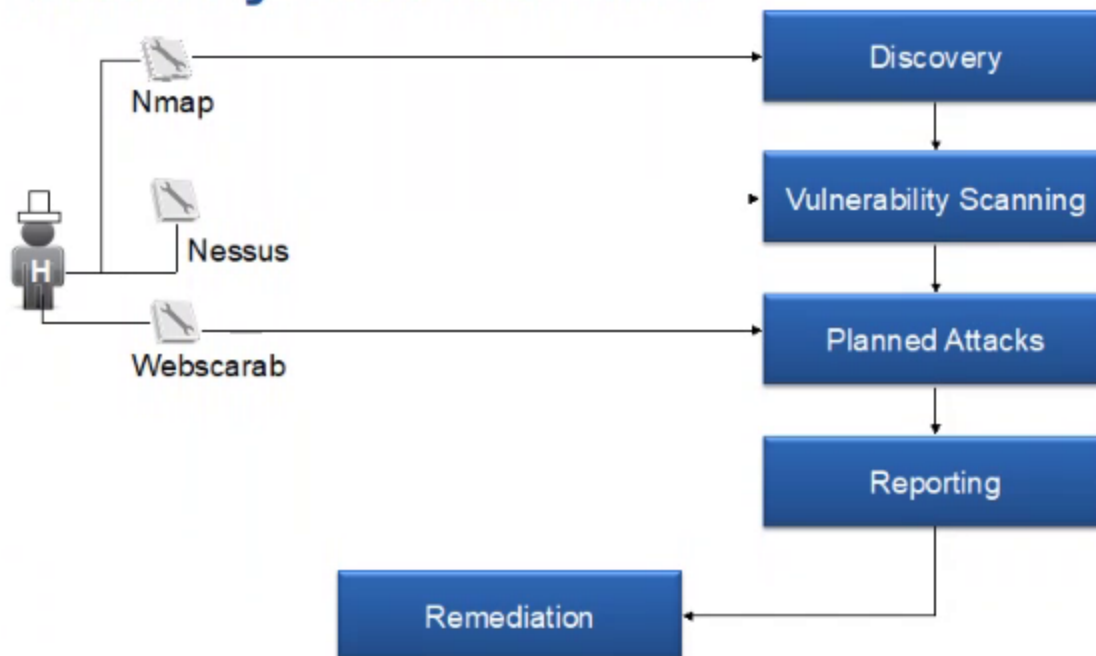 Nmap
Discovery
Vulnerability Scanning
Nessus
H
Webscarab
Planned Attacks
Reporting
Remediation